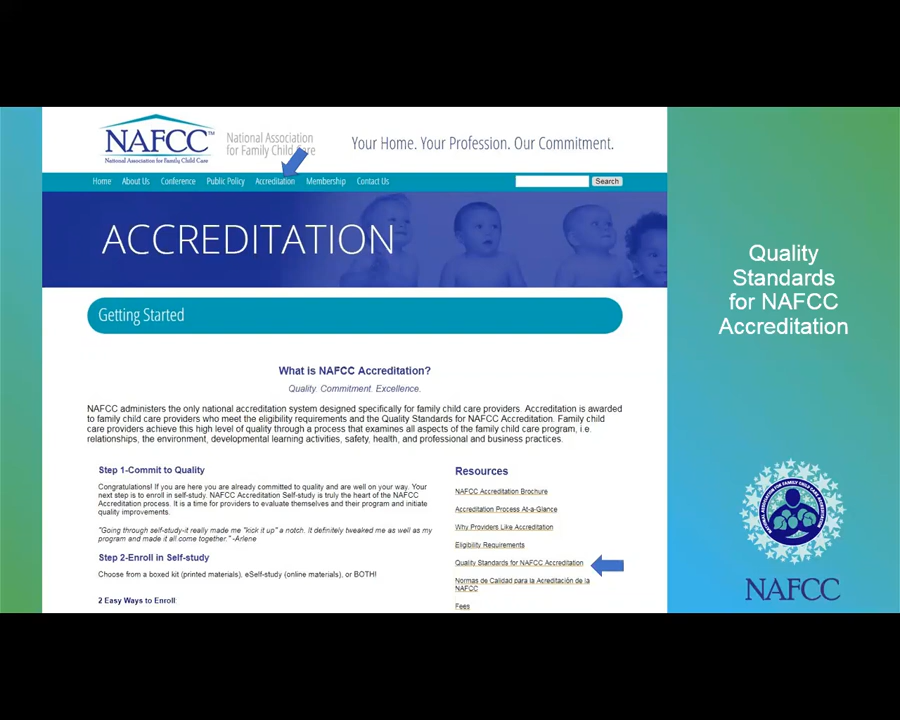 NAFCC™
National Association for Family Child Care
National Association
for Family Child Care
Your Home. Your Profession. Our Commitment.
Home About Us Conference Public Policy Accreditation Membership Contact Us Search
ACCREDITATION
Getting Started
What is NAFCC Accreditation?
Quality. Commitment. Excellence.
NAFCC administers the only national accreditation system designed specifically for family child care providers. Accreditation is awarded
to family child care providers who meet the eligibility requirements and the Quality Standards for NAFCC Accreditation. Family child
care providers achieve this high level of quality through a process that examines all aspects of the family child care program, i.e.
relationships, the environment, developmental learning activities, safety, health, and professional and business practices.
Step 1-Commit to Quality
Congratulations! If you are here you are already committed to quality and are well on your way. Your
next step is to enroll in self-study. NAFCC Accreditation Self-study is truly the heart of the NAFCC
Accreditation process. It is a time for providers to evaluate themselves and their program and initiate
quality improvements.
"Going through self-study-it really made me "kick it up" a notch. It definitely tweaked me as well as my
program and made it all come together." -Arlene
Step 2-Enroll in Self-study
Choose from a boxed kit (printed materials), eSelf-study (online materials), or BOTH!
2 Easy Ways to Enroll:
Resources
NAFCC Accreditation Brochure
Accreditation Process At-a-Glance
Why Providers Like Accreditation
Eligibility Requirements
Quality Standards for NAFCC Accreditation
Normas de Calidad para la Acreditación de la
NAFCC
Fees
Quality
Standards
for NAFCC
Accreditation
NATIONAL ASSOCIATION FOR FAMILY CHILD CARE ACCREDITATION
NAFCC